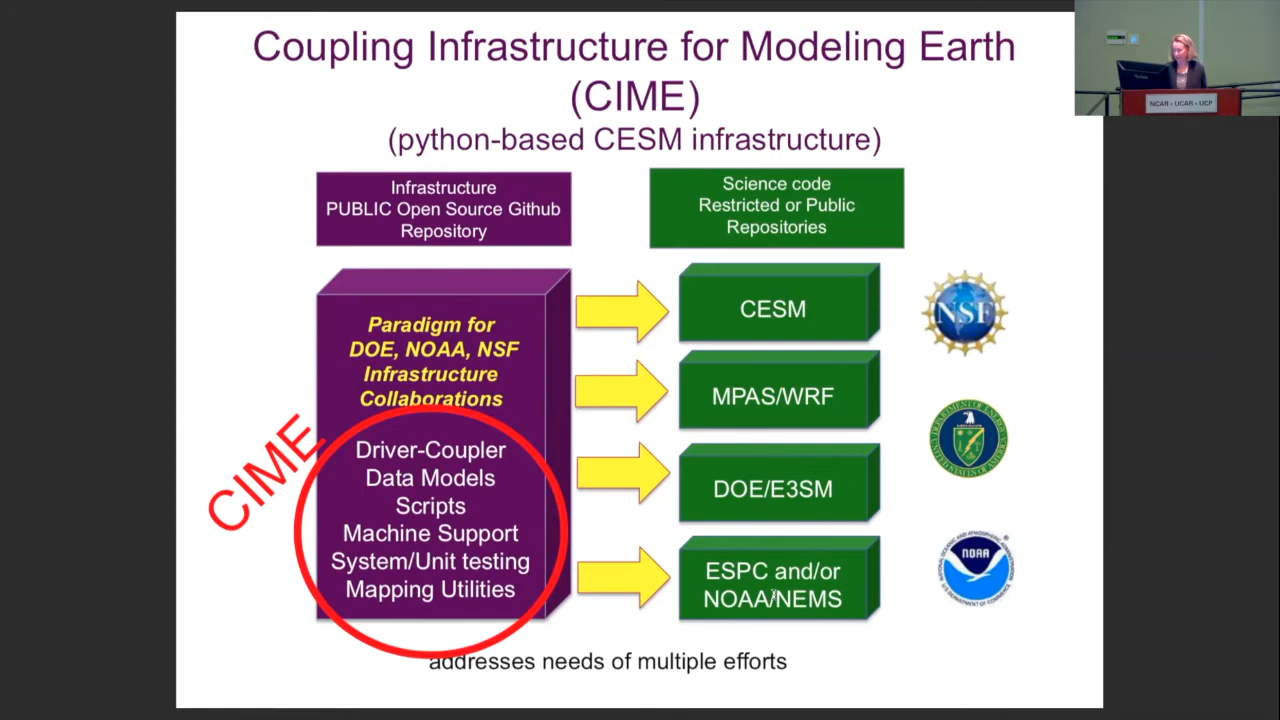 Coupling Infrastructure for Modeling Earth
(CIME)
(python-based CESM infrastructure)
Infrastructure
PUBLIC Open Source Github
Repository
Science code
Restricted or Public
Repositories
Paradigm for
DOE, NOAA, NSF
Infrastructure
Collaborations
CIME
Driver-Coupler
Data Models
Scripts
Machine Support
System/Unit testing
Mapping Utilities
CESM
MPAS/WRF
DOE/E3SM
ESPC and/or
NOAA/NEMS
NSF
NOAA
addresses needs of multiple efforts
NCAR • UCAR • UCP